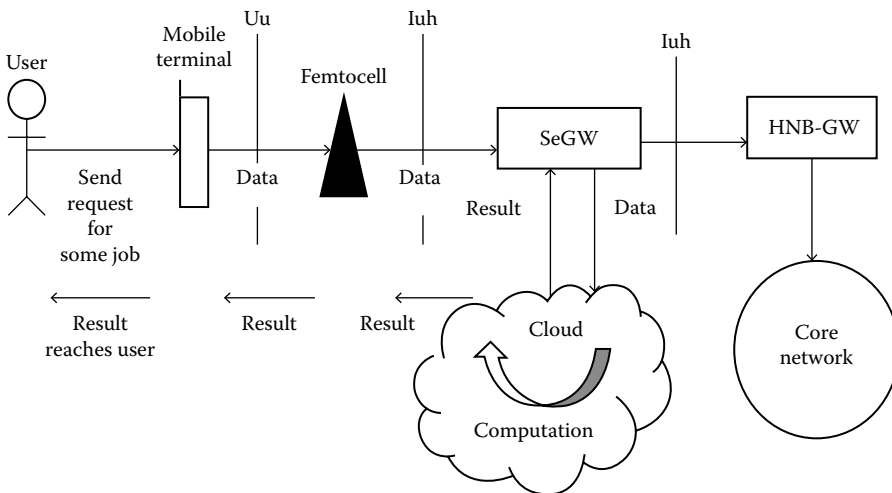 Uu
Iuh
Mobile
terminal
Iuh
User
Femtocell
SeGW
HNB-GW
Send
request
for
some job
Data
Data
Result
Data
Result
reaches user
Result
Result
Cloud
Computation
Core
network